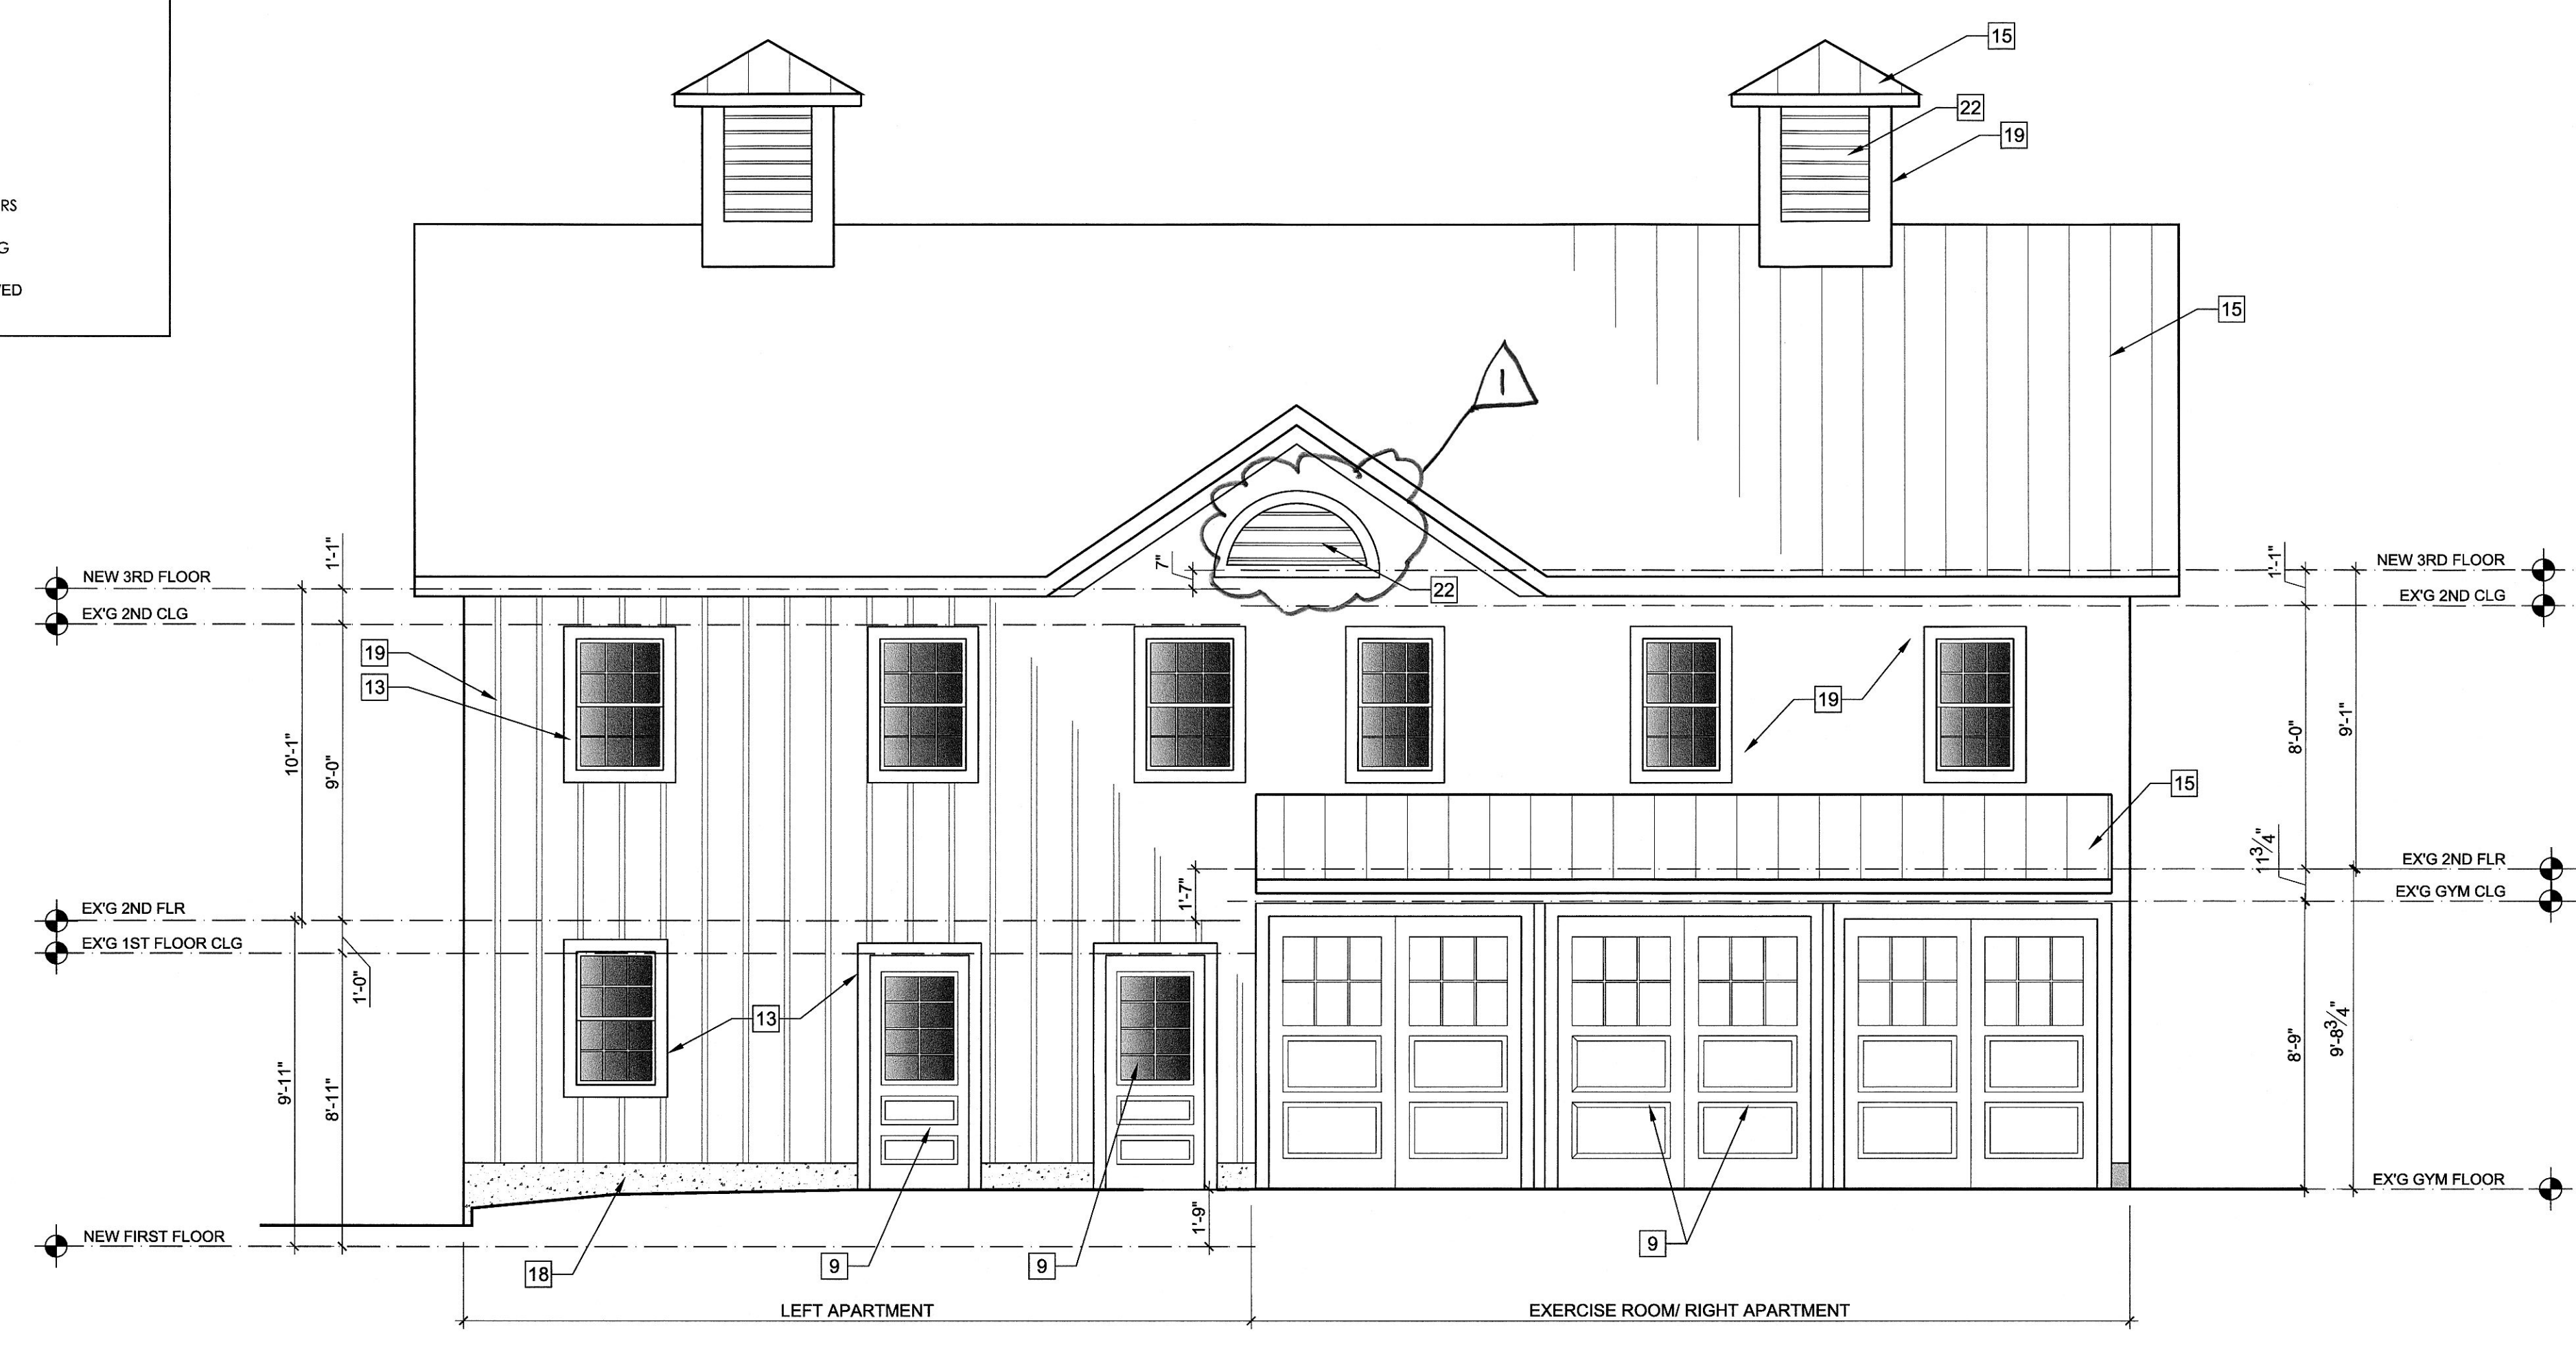 RS
G
ED
15
22
19
15
1
1'-1"
NEW 3RD FLOOR
EX'G 2ND CLG
7"
22
1'-1"
NEW 3RD FLOOR
EX'G 2ND CLG
19
13
19
10'-1"
9'-0"
8'-0"
9'-1"
15
1'-7"
11 3/4"
EX'G 2ND FLR
EX'G GYM CLG
EX'G 2ND FLR
EX'G 1ST FLOOR CLG
1'-0"
13
9'-11"
8'-11"
8'-9"
9'-8 3/4"
EX'G GYM FLOOR
1'-9"
NEW FIRST FLOOR
18
9
9
9
LEFT APARTMENT
EXERCISE ROOM/ RIGHT APARTMENT